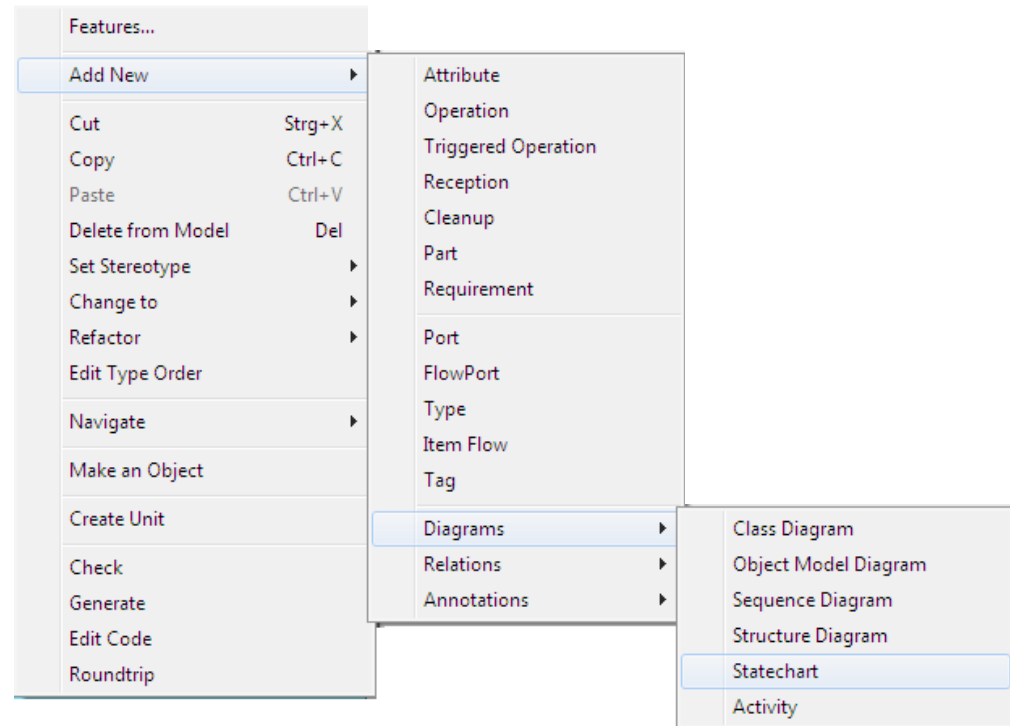 Features...
Add New
Cut Strg+X
Copy Ctrl+C
Paste Ctrl+V
Delete from Model Del
Set Stereotype
Change to
Refactor
Edit Type Order
Navigate
Make an Object
Create Unit
Check
Generate
Edit Code
Roundtrip
Attribute
Operation
Triggered Operation
Reception
Cleanup
Part
Requirement
Port
FlowPort
Type
Item Flow
Tag
Diagrams
Relations
Annotations
Class Diagram
Object Model Diagram
Sequence Diagram
Structure Diagram
Statechart
Activity